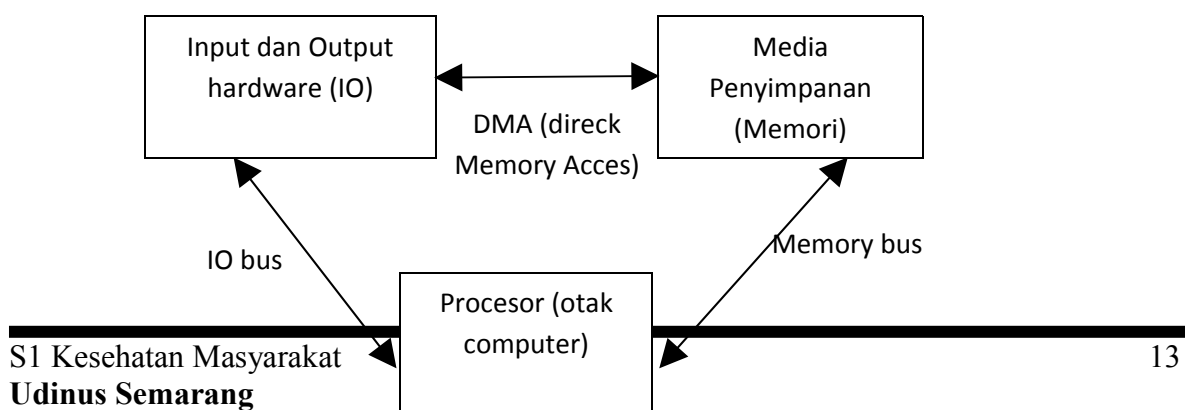 Input dan Output
hardware (IO)
Media
Penyimpanan
(Memori)
DMA (direck
Memory Acces)
IO bus
Memory bus
Procesor (otak
computer)
S1 Kesehatan Masyarakat
13
Udinus Semarang